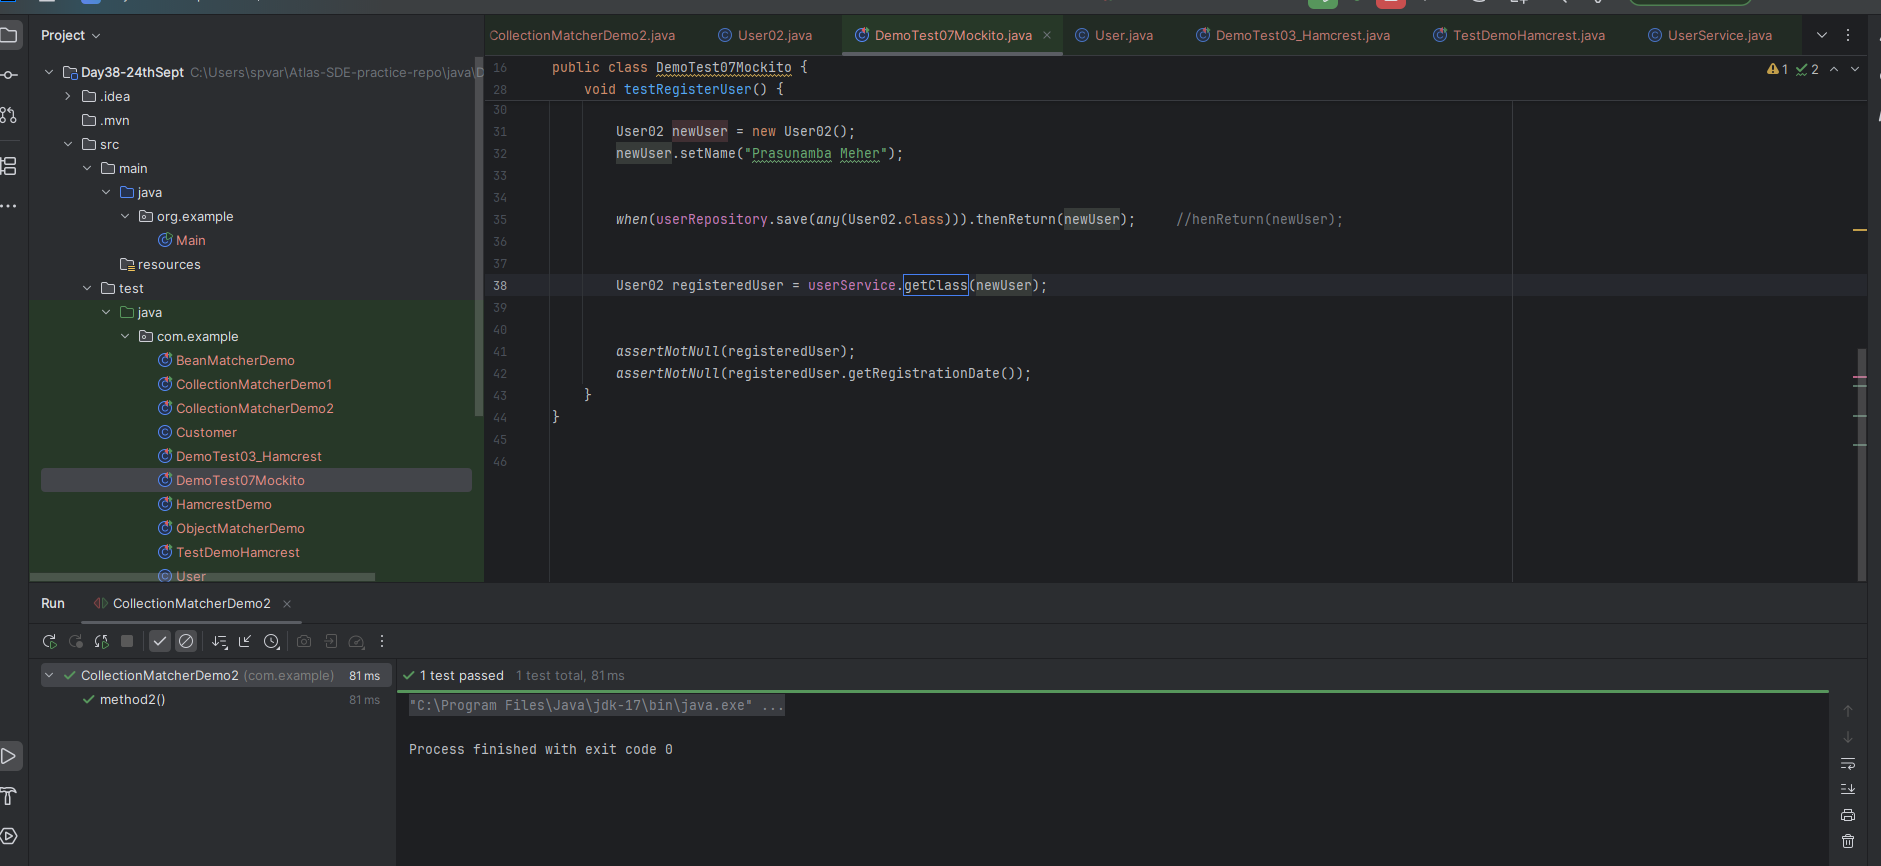 Project
CollectionMatcherDemo2.java User02.java DemoTest07Mockito.java User.java DemoTest03_Hamcrest.java TestDemoHamcrest.java UserService.java
Day38-24thSept C:\Users\spvar\Atlas-SDE-practice-repo\java\D
.idea
.mvn
src
main
java
org.example
Main
resources
test
java
com.example
BeanMatcherDemo
CollectionMatcherDemo1
CollectionMatcherDemo2
Customer
DemoTest03_Hamcrest
DemoTest07Mockito
HamcrestDemo
ObjectMatcherDemo
TestDemoHamcrest
User
1 2
16 public class DemoTest07Mockito {
28 void testRegisterUser() {
30
31 User02 newUser = new User02();
32 newUser.setName("Prasunamba Meher");
33
34
35 when(userRepository.save(any(User02.class))).thenReturn(newUser); //henReturn(newUser);
36
37
38 User02 registeredUser = userService.getClass(newUser);
39
40
41 assertNotNull(registeredUser);
42 assertNotNull(registeredUser.getRegistrationDate());
43 }
44 }
45
46
Run CollectionMatcherDemo2
CollectionMatcherDemo2 (com.example) 81 ms
method2() 81 ms
1 test passed 1 test total, 81 ms
"C:\Program Files\Java\jdk-17\bin\java.exe" ...
Process finished with exit code 0